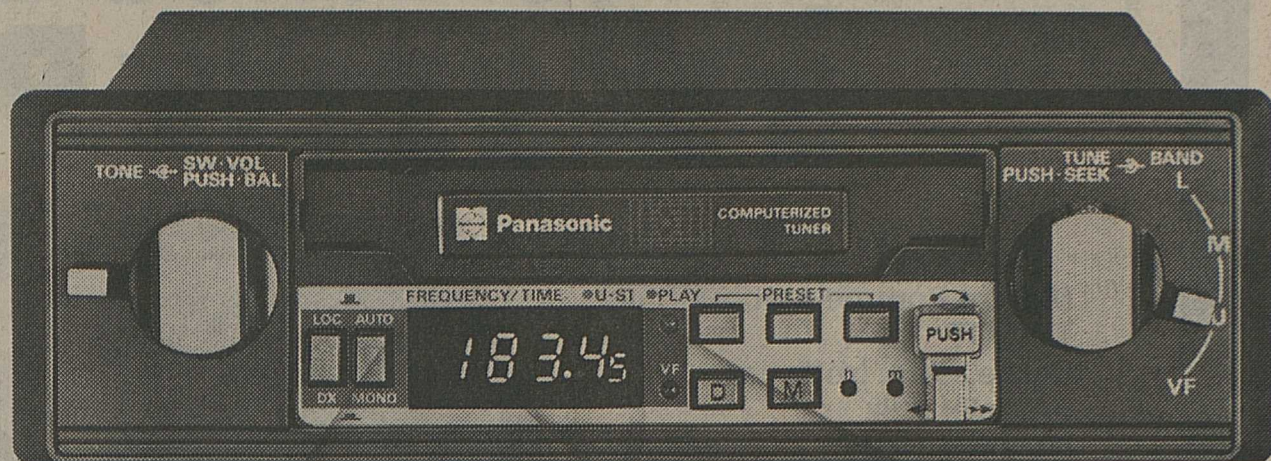 TONE SW·VOL
PUSH·BAL
TUNE BAND
PUSH·SEEK
L
M
U
VF
Panasonic
COMPUTERIZED
TUNER
FREQUENCY/TIME U·ST PLAY PRESET
LOC AUTO
183.45
VF
DX MONO
D M h m
PUSH